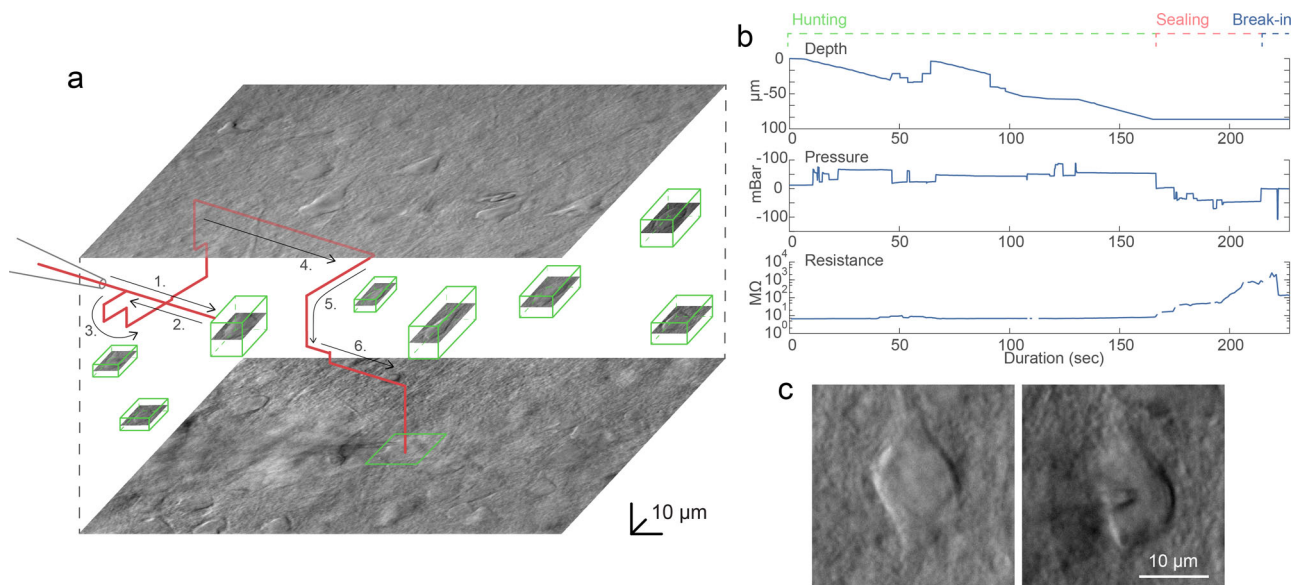 a
1.
2.
3.
4.
5.
6.
10 µm
b
Hunting
Sealing
Break-in
Depth
µm
0
-50
100
0
50
100
150
200
Pressure
mBar
-100
0
-100
0
50
100
150
200
Resistance
MΩ
10⁴
10³
10²
10¹
10⁰
0
50
100
150
200
Duration (sec)
c
10 µm